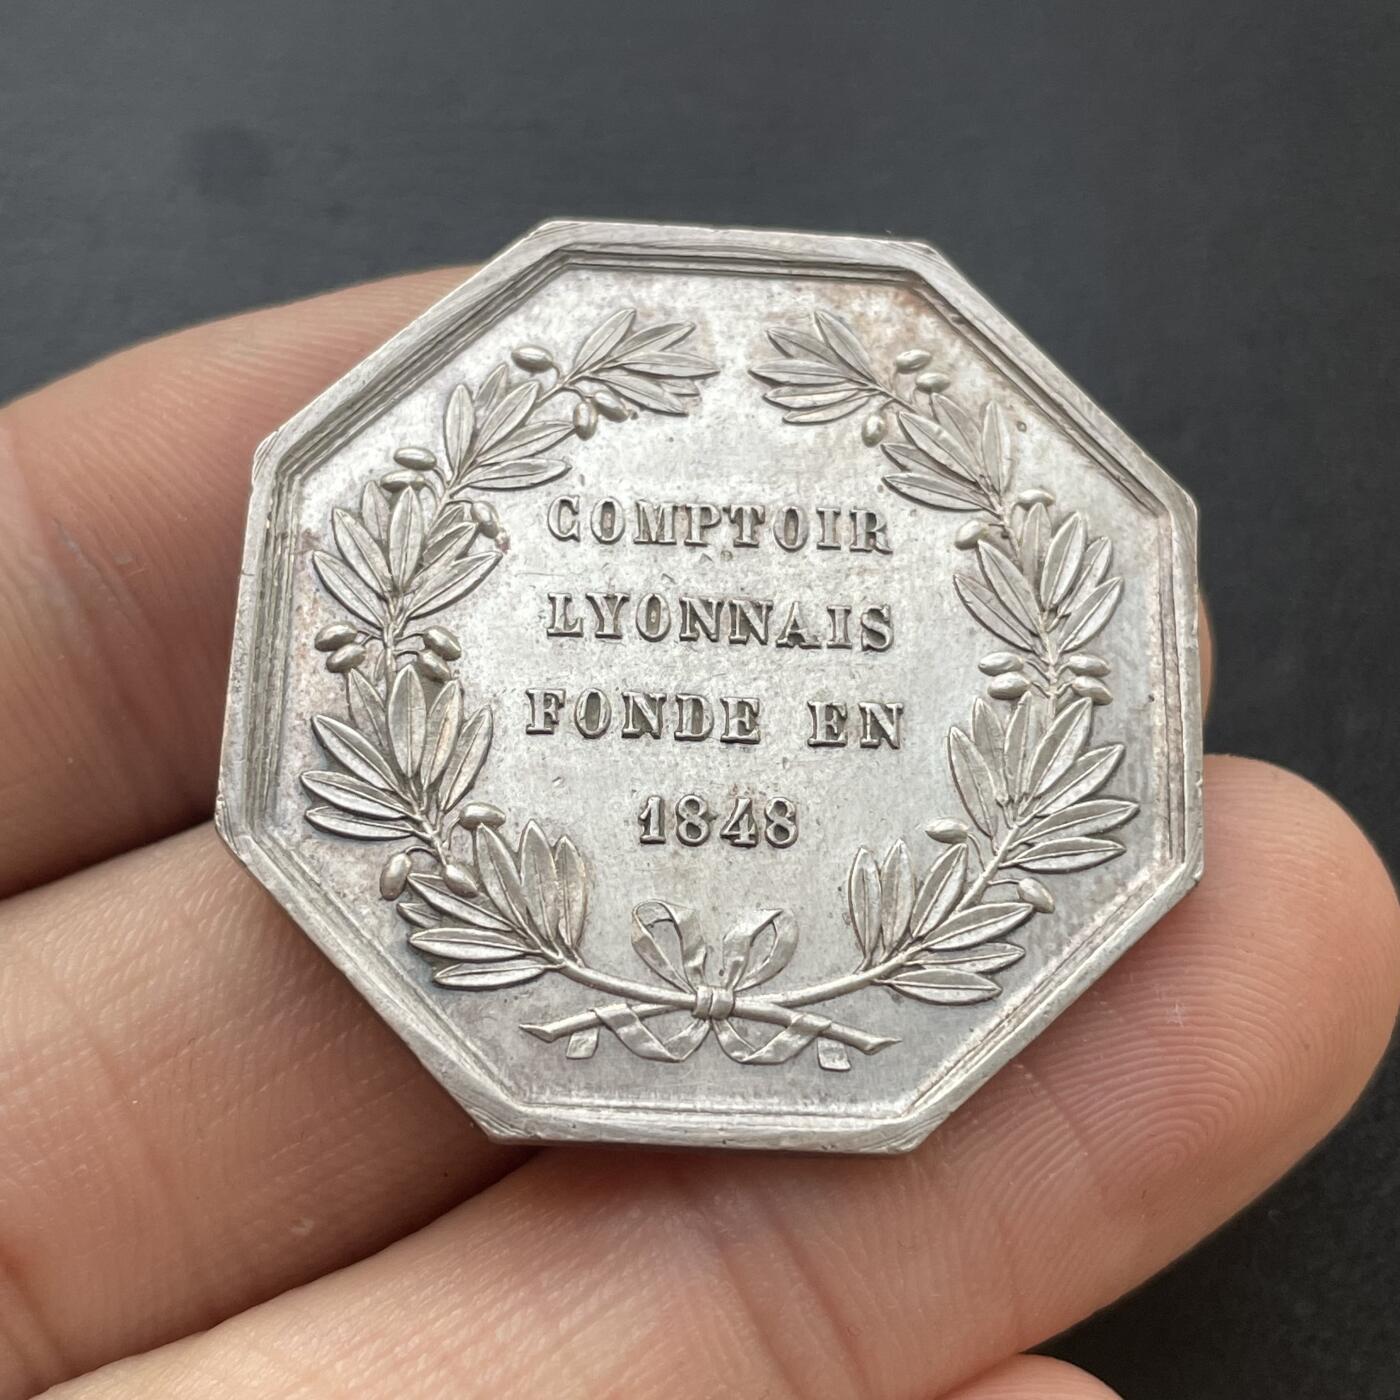 COMPTOIR
LYONNAIS
FONDE EN
1848